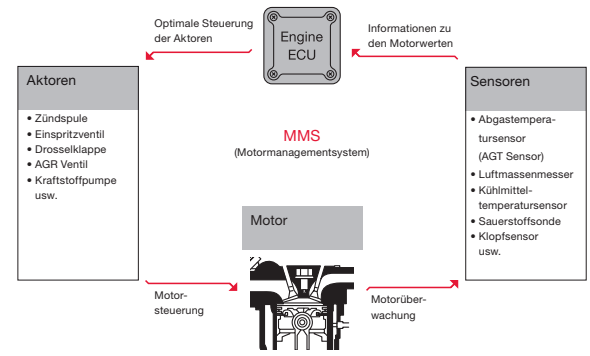 Optimale Steuerung
der Aktoren
Engine
ECU
Informationen zu
den Motorwerten
Aktoren
• Zündspule
• Einspritzventil
• Drosselklappe
• AGR Ventil
• Kraftstoffpumpe
usw.
MMS
(Motormanagementsystem)
Sensoren
• Abgastempera-
tursensor
(AGT Sensor)
• Luftmassenmesser
• Kühlmittel-
temperatursensor
• Sauerstoffsonde
• Klopfsensor
usw.
Motor
Motor-
steuerung
Motorüber-
wachung